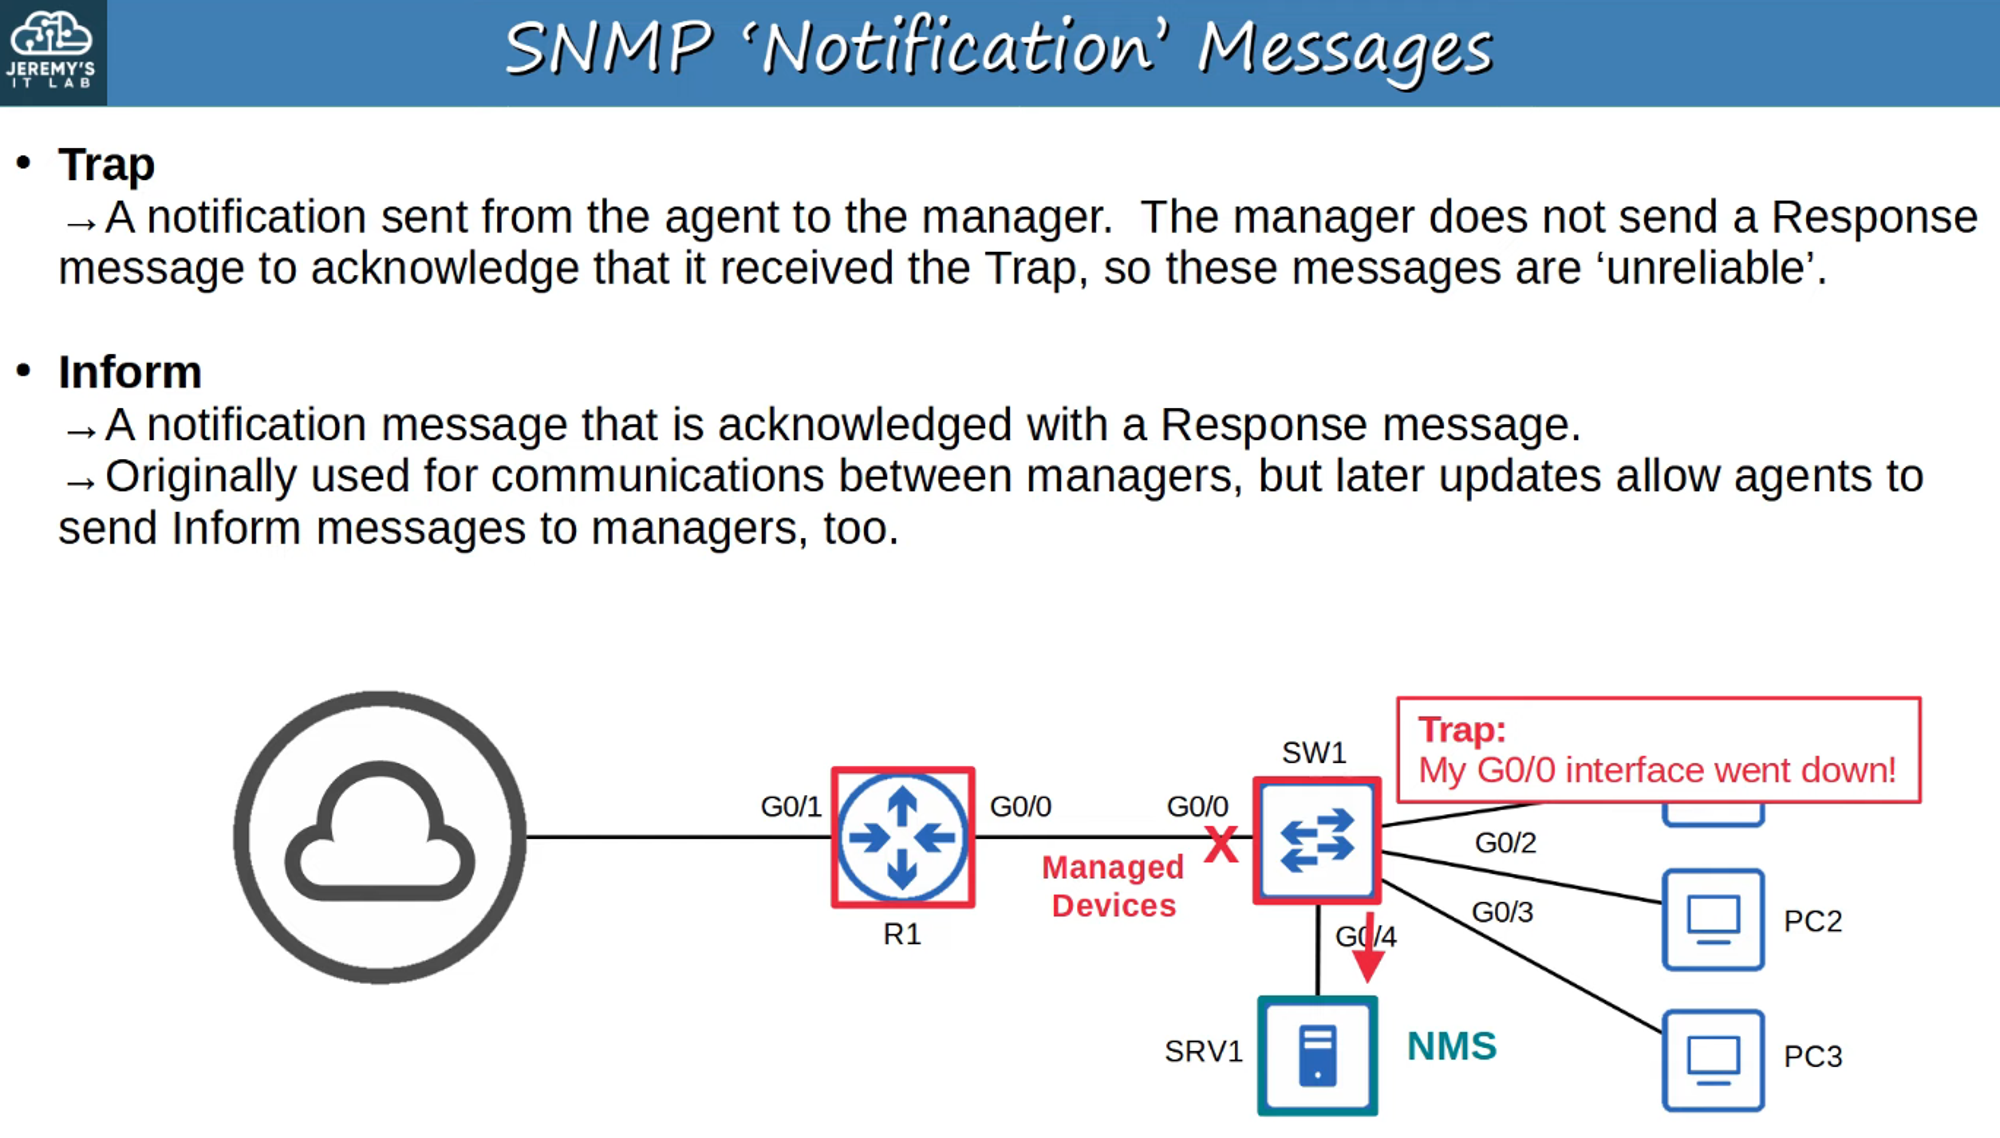 JEREMY'S
IT LAB
SNMP ‘Notification’ Messages
• Trap
→A notification sent from the agent to the manager.  The manager does not send a Response
message to acknowledge that it received the Trap, so these messages are ‘unreliable’.
• Inform
→A notification message that is acknowledged with a Response message.
→Originally used for communications between managers, but later updates allow agents to
send Inform messages to managers, too.
Trap:
My G0/0 interface went down!
SW1
G0/1
G0/0
G0/0
X
G0/2
Managed
Devices
G0/3
PC2
R1
G0/4
SRV1
NMS
PC3